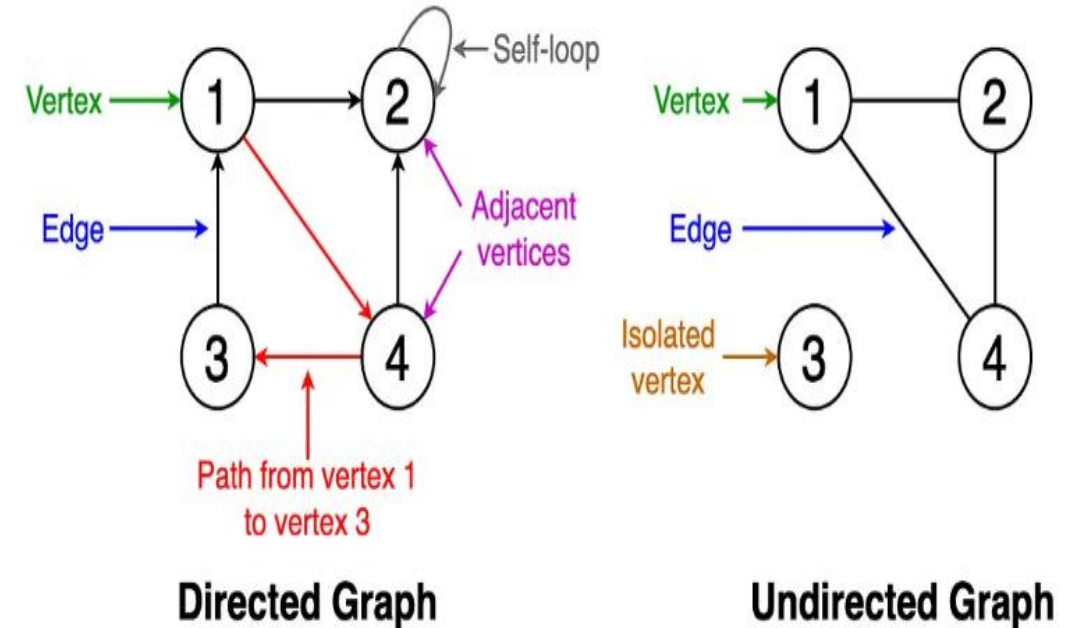 Self-loop
Vertex
1
2
Edge
Adjacent
vertices
3
4
Path from vertex 1
to vertex 3
Directed Graph
Vertex
1
2
Edge
Isolated
vertex
3
4
Undirected Graph